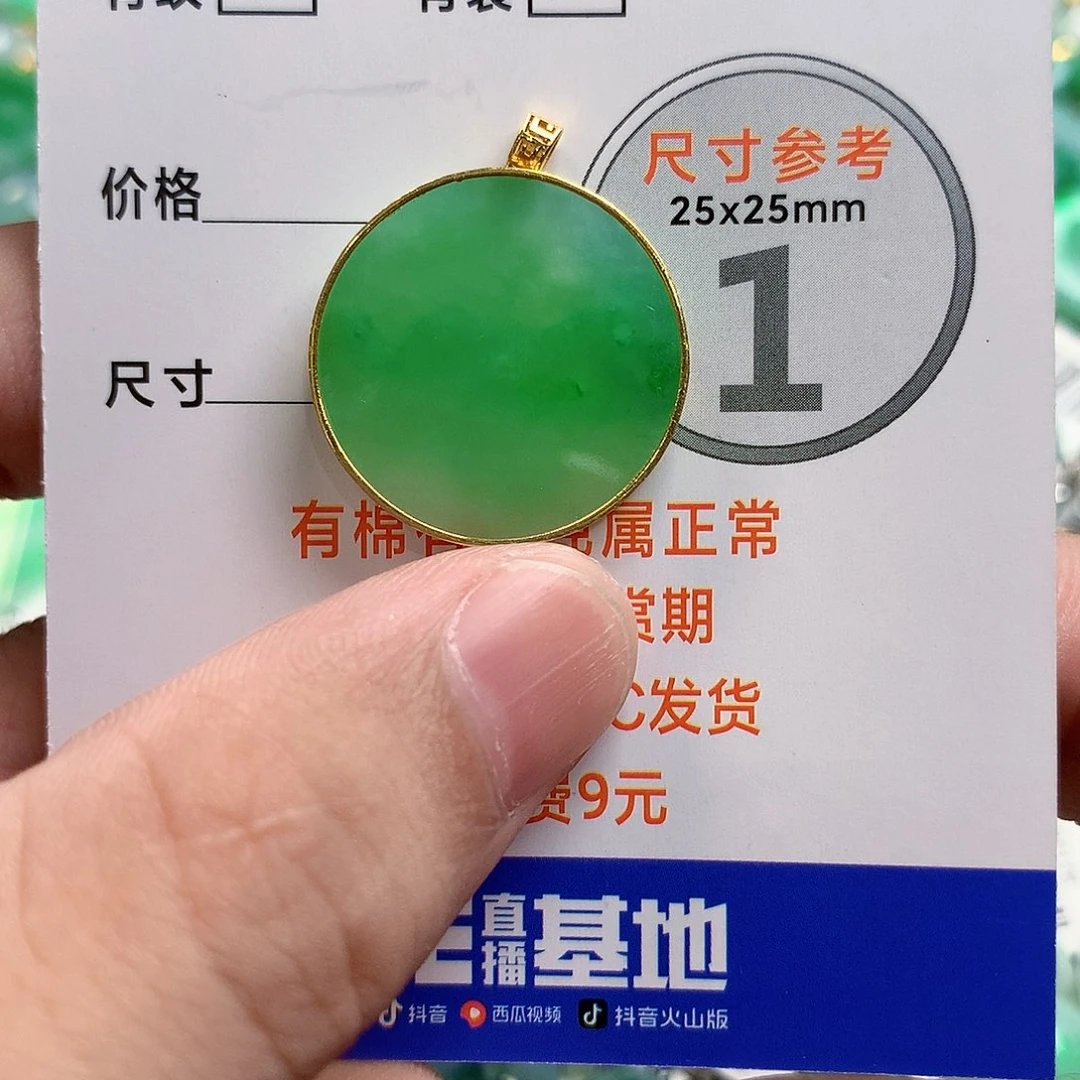 尺寸参考
25x25mm
价格
1
尺寸
有棉 属正常
赏期
C发货
费9元
直播基地
抖音 西瓜视频 抖音火山版